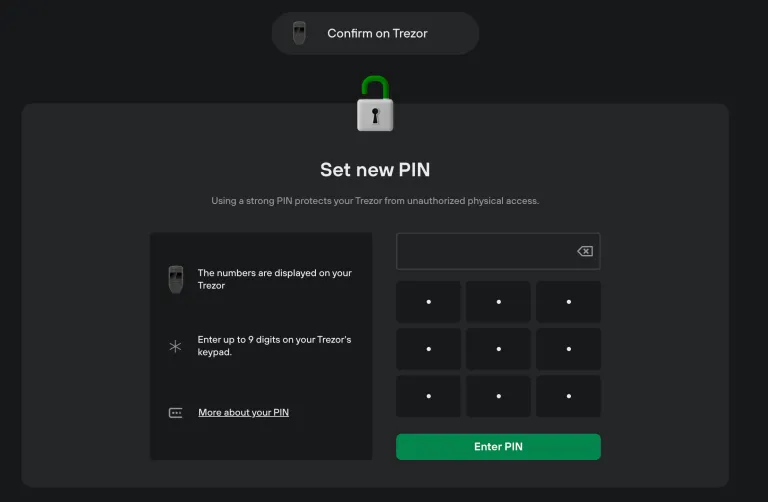 Confirm on Trezor
Set new PIN
Using a strong PIN protects your Trezor from unauthorized physical access.
The numbers are displayed on your
Trezor
Enter up to 9 digits on your Trezor's
keypad.
More about your PIN
Enter PIN